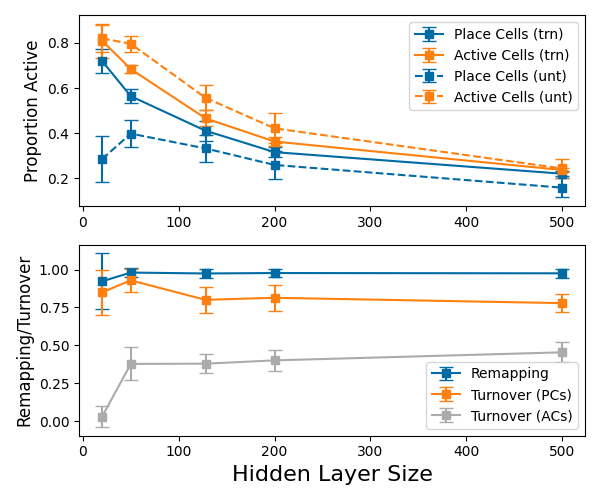 Proportion Active
0.8
0.6
0.4
0.2
Place Cells (trn)
Active Cells (trn)
Place Cells (unt)
Active Cells (unt)
0 100 200 300 400 500
Remapping/Turnover
1.00
0.75
0.50
0.25
0.00
Remapping
Turnover (PCs)
Turnover (ACs)
0 100 200 300 400 500
Hidden Layer Size